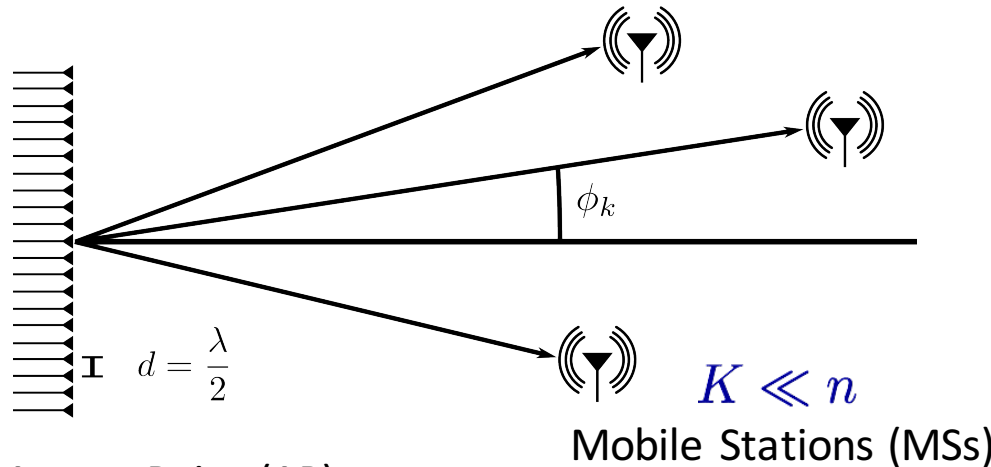 ϕ_k
d = λ/2
K ≪ n
Mobile Stations (MSs)